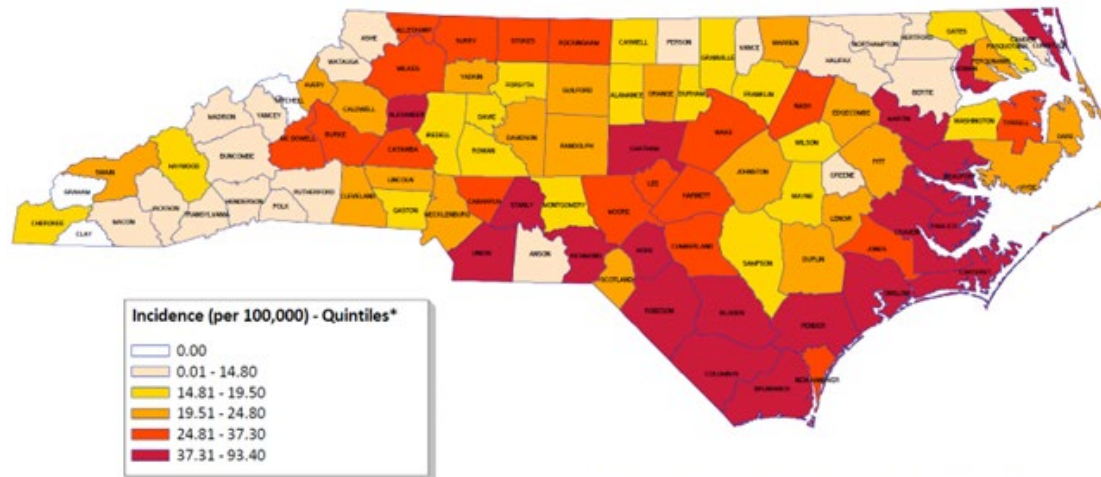 ASHE
ALLEGHANY
SURRY
STOKES
ROCKINGHAM
CASWELL
PERSON
GRANVILLE
VANCE
WARREN
NORTHAMPTON
HERTFORD
GATES
CAMDEN
PASQUOTANK
PERQUIMANS
CHOWAN
WATAUGA
WILKES
YADKIN
FORSYTH
GUILFORD
ALAMANCE
ORANGE
DURHAM
FRANKLIN
HALIFAX
BERTIE
MITCHELL
AVERY
CALDWELL
ALEXANDER
IREDELL
DAVIE
DAVIDSON
RANDOLPH
CHATHAM
WAKE
NASH
EDGECOMBE
MARTIN
WASHINGTON
TYRRELL
DARE
MADISON
YANCEY
MC DOWELL
BURKE
CATAWBA
ROWAN
JOHNSTON
WILSON
PITT
BEAUFORT
HYDE
SWAIN
HAYWOOD
BUNCOMBE
RUTHERFORD
LINCOLN
CABARRUS
STANLY
MONTGOMERY
MOORE
LEE
HARNETT
WAYNE
GREENE
LENOIR
CRAVEN
PAMLICO
GRAHAM
CHEROKEE
CLAY
MACON
JACKSON
TRANSYLVANIA
HENDERSON
POLK
CLEVELAND
GASTON
MECKLENBURG
UNION
ANSON
RICHMOND
SCOTLAND
HOKE
CUMBERLAND
SAMPSON
DUPLIN
JONES
CARTERET
ONSLOW
ROBESON
BLADEN
PENDER
COLUMBUS
BRUNSWICK
NEW HANOVER
Incidence (per 100,000) - Quintiles*
0.00
0.01 - 14.80
14.81 - 19.50
19.51 - 24.80
24.81 - 37.30
37.31 - 93.40